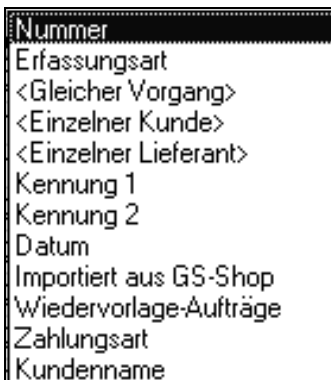 Nummer
Erfassungsart
<Gleicher Vorgang>
<Einzelner Kunde>
<Einzelner Lieferant>
Kennung 1
Kennung 2
Datum
Importiert aus GS-Shop
Wiedervorlage-Aufträge
Zahlungsart
Kundenname